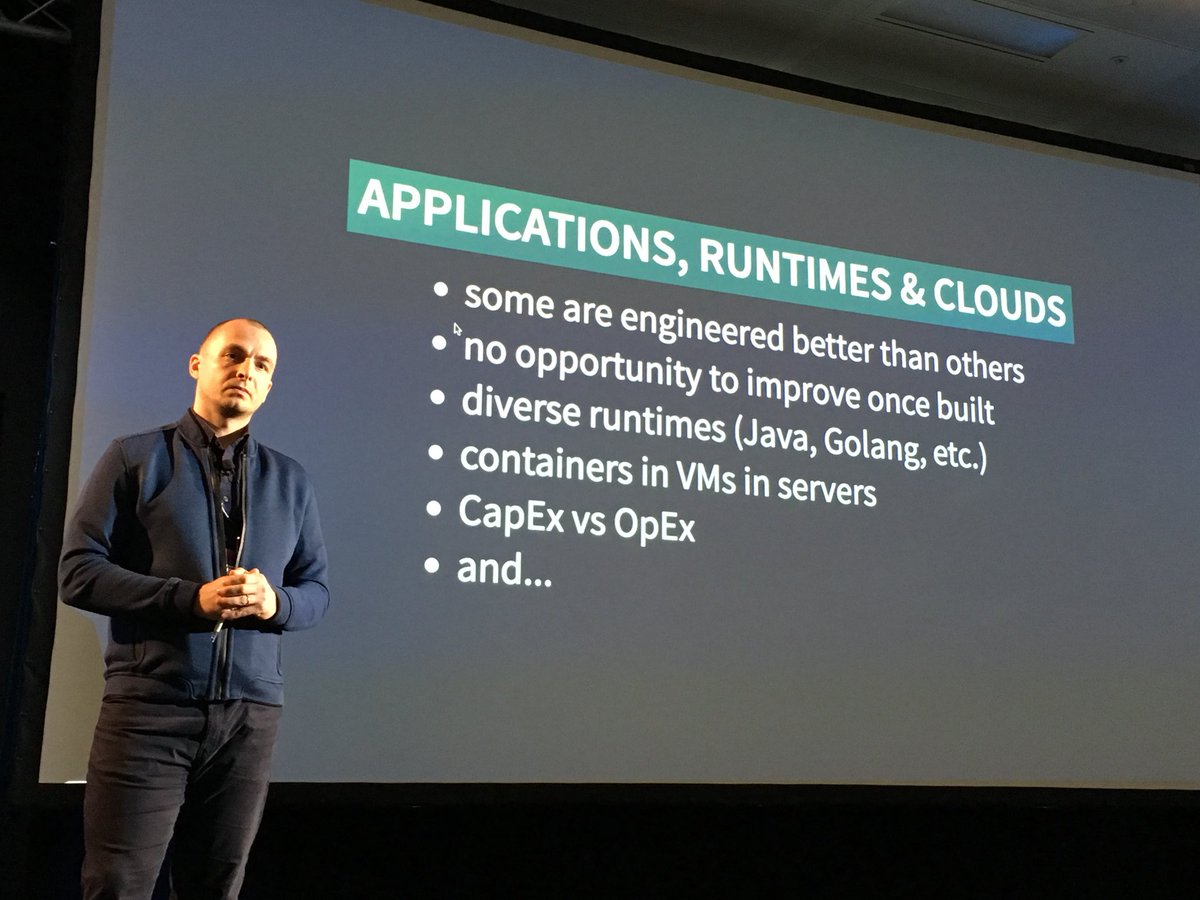 APPLICATIONS, RUNTIMES & CLOUDS
• some are engineered better than others
• no opportunity to improve once built
• diverse runtimes (Java, Golang, etc.)
• containers in VMs in servers
• CapEx vs OpEx
• and...